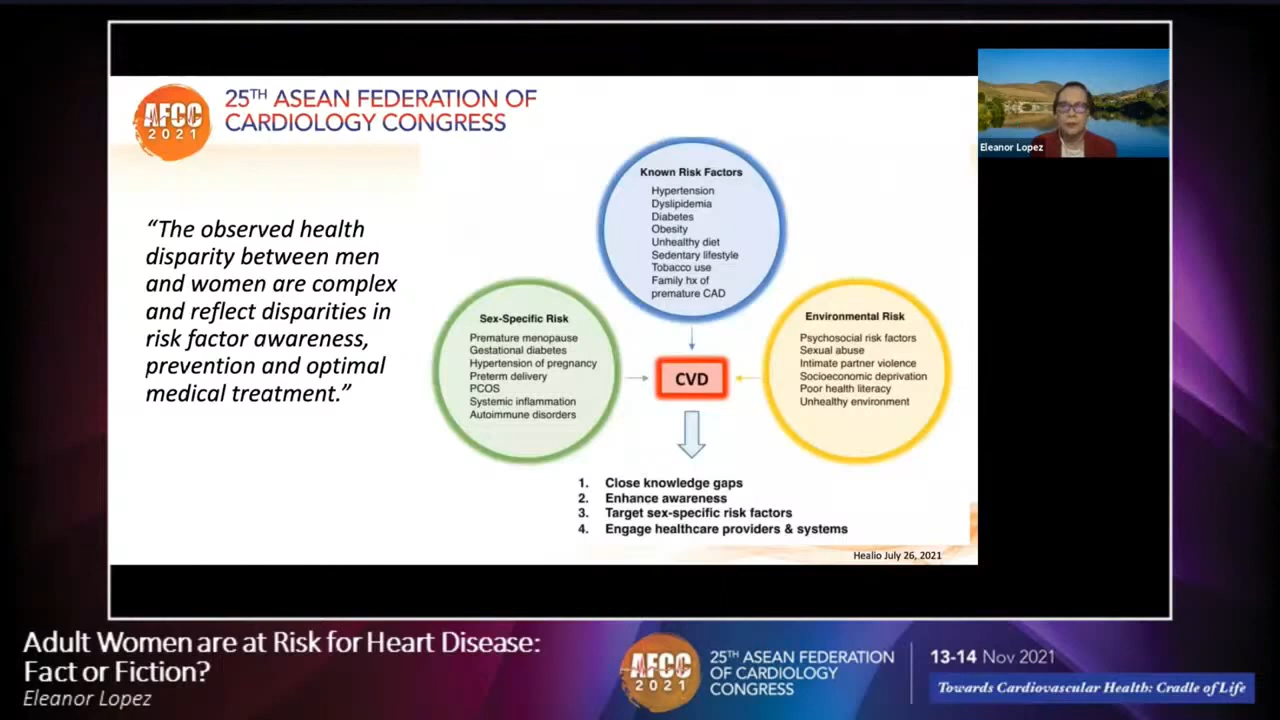 AFCC
2021
25TH ASEAN FEDERATION OF
CARDIOLOGY CONGRESS
“The observed health
disparity between men
and women are complex
and reflect disparities in
risk factor awareness,
prevention and optimal
medical treatment.”
Known Risk Factors
Hypertension
Dyslipidemia
Diabetes
Obesity
Unhealthy diet
Sedentary lifestyle
Tobacco use
Family hx of
premature CAD
Sex-Specific Risk
Premature menopause
Gestational diabetes
Hypertension of pregnancy
Preterm delivery
PCOS
Systemic inflammation
Autoimmune disorders
CVD
Environmental Risk
Psychosocial risk factors
Sexual abuse
Intimate partner violence
Socioeconomic deprivation
Poor health literacy
Unhealthy environment
1. Close knowledge gaps
2. Enhance awareness
3. Target sex-specific risk factors
4. Engage healthcare providers & systems
Healio July 26, 2021
Eleanor Lopez
Adult Women are at Risk for Heart Disease:
Fact or Fiction?
Eleanor Lopez
AFCC
2021
25TH ASEAN FEDERATION
OF CARDIOLOGY
CONGRESS
13-14 Nov 2021
Towards Cardiovascular Health: Cradle of Life